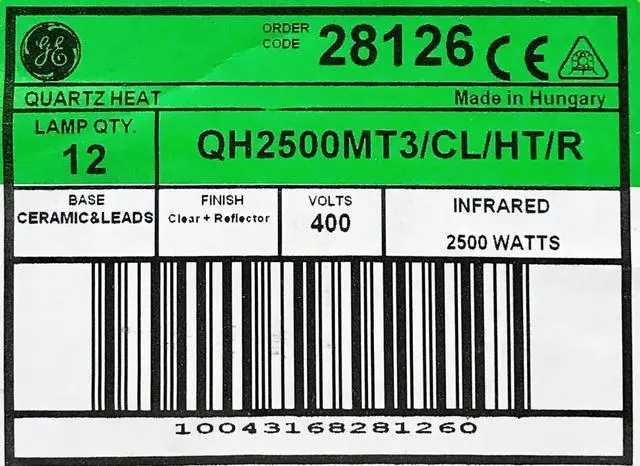 GE
ORDER CODE 28126 CE
QUARTZ HEAT Made in Hungary
LAMP QTY. 12
QH2500MT3/CL/HT/R
BASE
CERAMIC&LEADS
FINISH
Clear + Reflector
VOLTS
400
INFRARED
2500 WATTS
10043168281260